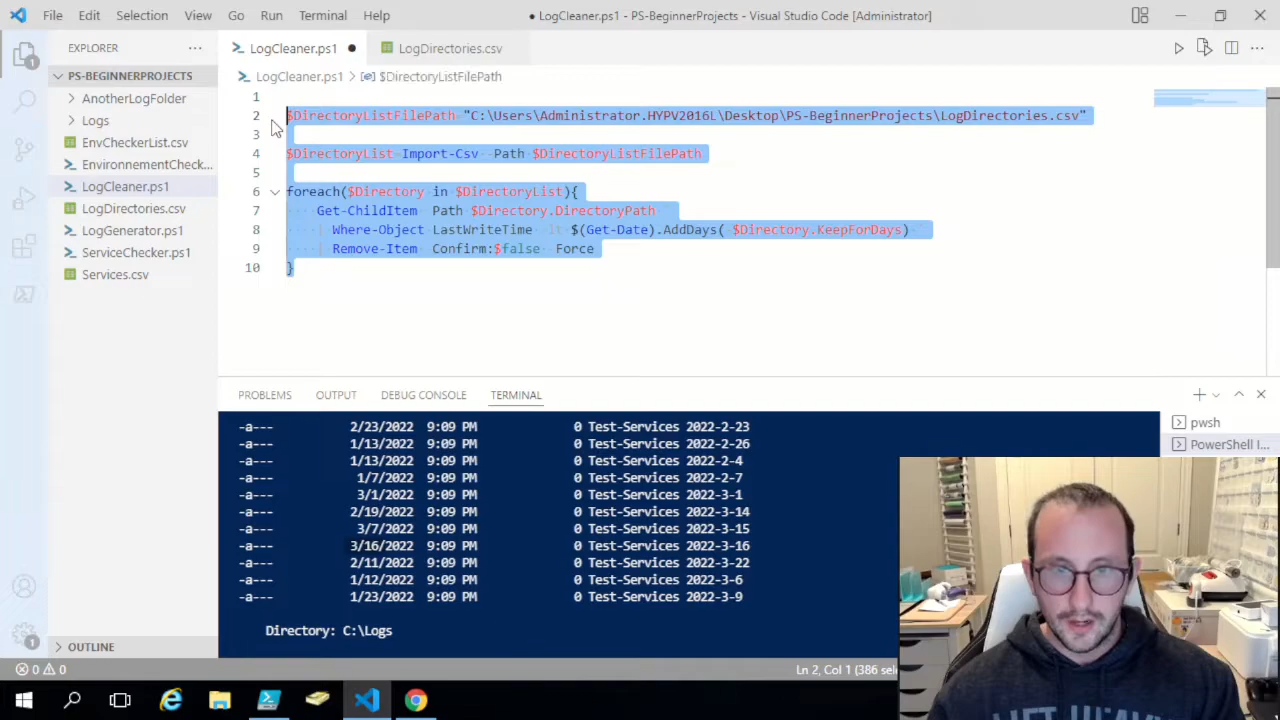 File Edit Selection View Go Run Terminal Help
● LogCleaner.ps1 - PS-BeginnerProjects - Visual Studio Code [Administrator]
EXPLORER
LogCleaner.ps1 ●
LogDirectories.csv
PS-BEGINNERPROJECTS
AnotherLogFolder
Logs
EnvCheckerList.csv
EnvironnementCheck...
LogCleaner.ps1
LogDirectories.csv
LogGenerator.ps1
ServiceChecker.ps1
Services.csv
OUTLINE
LogCleaner.ps1 > $DirectoryListFilePath
1
2 $DirectoryListFilePath "C:\Users\Administrator.HYPV2016L\Desktop\PS-BeginnerProjects\LogDirectories.csv"
3
4 $DirectoryList Import-Csv Path $DirectoryListFilePath
5
6 foreach($Directory in $DirectoryList){
7 Get-ChildItem Path $Directory.DirectoryPath
8 | Where-Object LastWriteTime lt $(Get-Date).AddDays( $Directory.KeepForDays)
9 | Remove-Item Confirm:$false Force
10 }
PROBLEMS OUTPUT DEBUG CONSOLE TERMINAL
-a--- 2/23/2022 9:09 PM 0 Test-Services 2022-2-23
-a--- 1/13/2022 9:09 PM 0 Test-Services 2022-2-26
-a--- 1/13/2022 9:09 PM 0 Test-Services 2022-2-4
-a--- 1/7/2022 9:09 PM 0 Test-Services 2022-2-7
-a--- 3/1/2022 9:09 PM 0 Test-Services 2022-3-1
-a--- 2/19/2022 9:09 PM 0 Test-Services 2022-3-14
-a--- 3/7/2022 9:09 PM 0 Test-Services 2022-3-15
-a--- 3/16/2022 9:09 PM 0 Test-Services 2022-3-16
-a--- 2/11/2022 9:09 PM 0 Test-Services 2022-3-22
-a--- 1/12/2022 9:09 PM 0 Test-Services 2022-3-6
-a--- 1/23/2022 9:09 PM 0 Test-Services 2022-3-9
Directory: C:\Logs
pwsh
PowerShell I...
0 0
Ln 2, Col 1 (386 sele